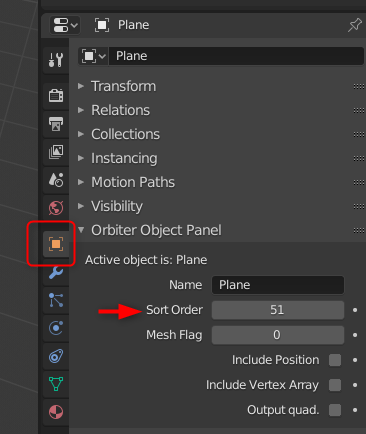 Plane
Plane
Transform
Relations
Collections
Instancing
Motion Paths
Visibility
Orbiter Object Panel
Active object is: Plane
Name Plane
Sort Order 51
Mesh Flag 0
Include Position
Include Vertex Array
Output quad.